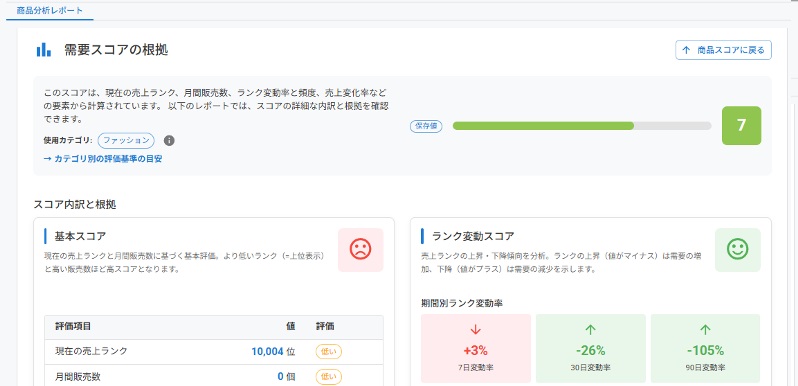 商品分析レポート
需要スコアの根拠
商品スコアに戻る
このスコアは、現在の売上ランク、月間販売数、ランク変動率と頻度、売上変化率など
の要素から計算されています。 以下のレポートでは、スコアの詳細な内訳と根拠を確認
できます。
使用カテゴリ: ファッション
→ カテゴリ別の評価基準の目安
保存値
7
スコア内訳と根拠
基本スコア
現在の売上ランクと月間販売数に基づく基本評価。より低いランク（=上位表示）
と高い販売数ほど高スコアとなります。
評価項目 値 評価
現在の売上ランク 10,004 位 低い
月間販売数 0 個 低い
ランク変動スコア
売上ランクの上昇・下降傾向を分析。ランクの上昇（値がマイナス）は需要の増
加、下降（値がプラス）は需要の減少を示します。
期間別ランク変動率
+3% -26% -105%
7日変動率 30日変動率 90日変動率